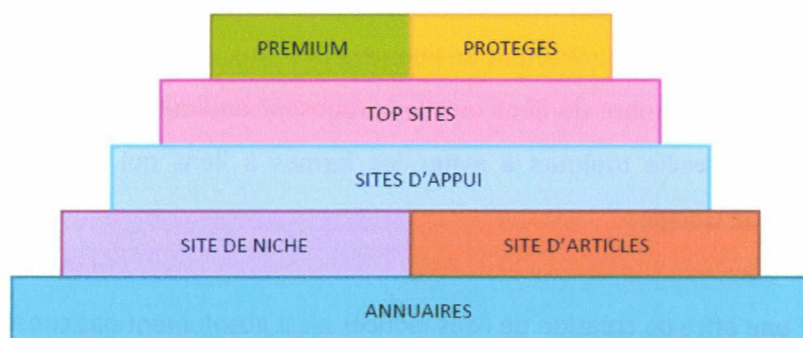 PREMIUM PROTEGES
TOP SITES
SITES D'APPUI
SITE DE NICHE SITE D'ARTICLES
ANNUAIRES